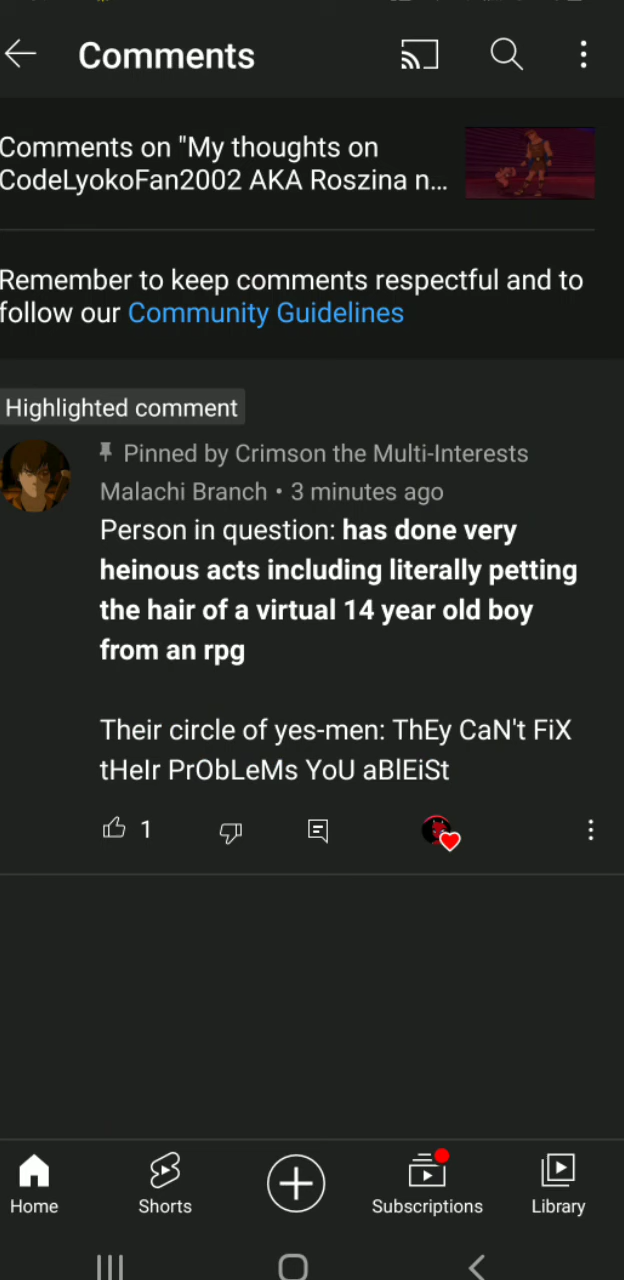 Comments
Comments on "My thoughts on
CodeLyokoFan2002 AKA Roszina n...
Remember to keep comments respectful and to
follow our Community Guidelines
Highlighted comment
Pinned by Crimson the Multi-Interests
Malachi Branch • 3 minutes ago
Person in question: has done very
heinous acts including literally petting
the hair of a virtual 14 year old boy
from an rpg
Their circle of yes-men: ThEy CaN't FiX
tHeIr PrObLeMs YoU aBlEiSt
1
Home
Shorts
Subscriptions
Library